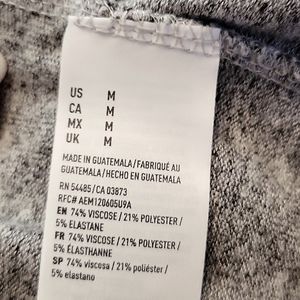 US M
CA M
MX M
UK M
MADE IN GUATEMALA/FABRIQUÉ AU
GUATEMALA/HECHO EN GUATEMALA
RN 54485/CA 03873
RFC# AEM120605U9A
EN 74% VISCOSE / 21% POLYESTER /
5% ELASTANE
FR 74% VISCOSE / 21% POLYESTER /
5% ÉLASTHANNE
SP 74% viscosa / 21% poliéster /
5% elastano